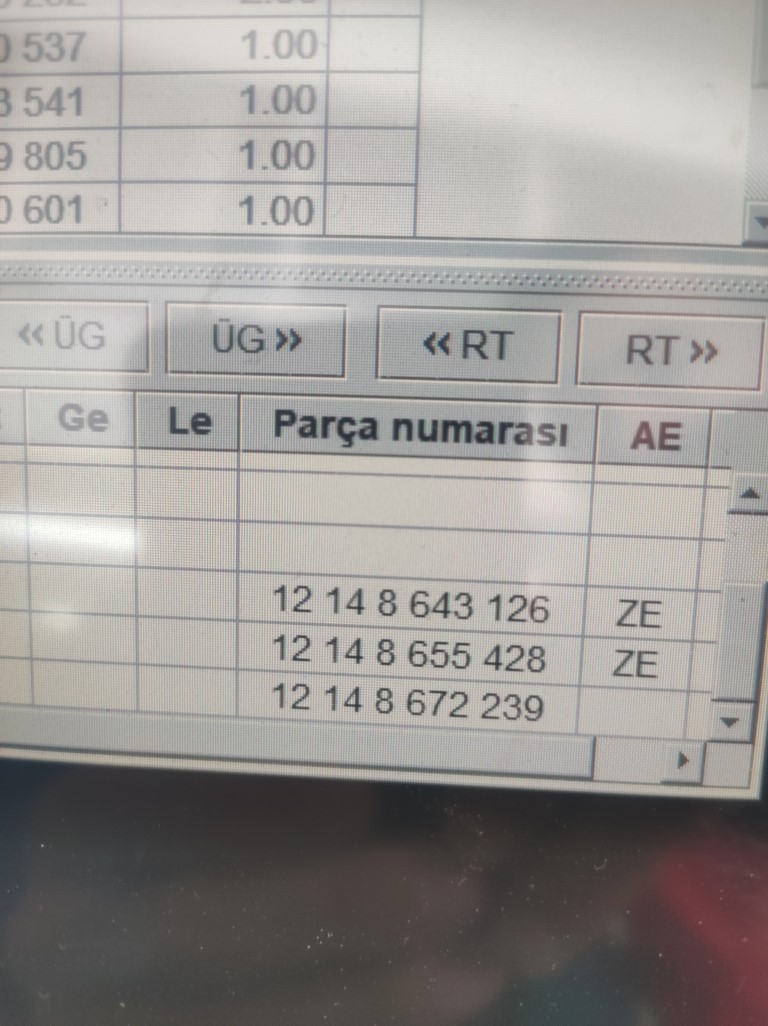 537 1.00
541 1.00
9 805 1.00
0 601 1.00
«ÜG ÜG» «RT RT»
Ge Le Parça numarası AE
12 14 8 643 126 ZE
12 14 8 655 428 ZE
12 14 8 672 239